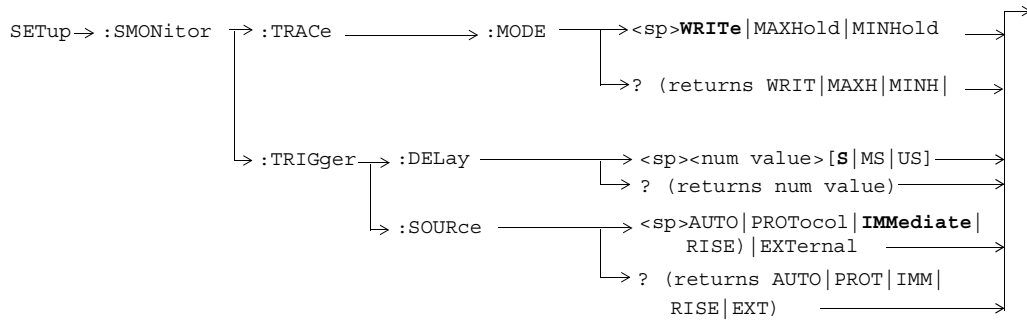 SETup :SMONitor :TRACe :MODE <sp>WRITe|MAXHold|MINHold
? (returns WRIT|MAXH|MINH|
:TRIGger :DELay <sp><num value>[S|MS|US]
? (returns num value)
:SOURce <sp>AUTO|PROTocol|IMMediate|
RISE)|EXTernal
? (returns AUTO|PROT|IMM|
RISE|EXT)